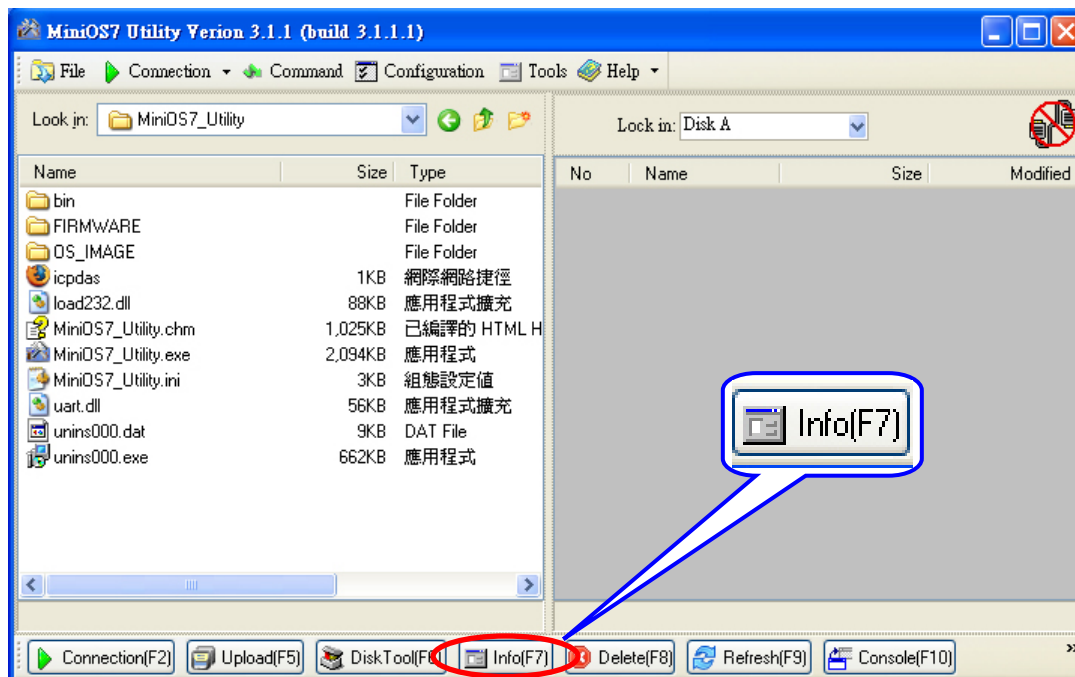 MiniOS7 Utility Verion 3.1.1 (build 3.1.1.1)
File Connection Command Configuration Tools Help
Look in: MiniOS7_Utility
Lock in: Disk A
Name Size Type
No Name Size Modified
bin File Folder
FIRMWARE File Folder
OS_IMAGE File Folder
icpdas 1KB 網際網路捷徑
load232.dll 88KB 應用程式擴充
MiniOS7_Utility.chm 1,025KB 已編譯的 HTML H
MiniOS7_Utility.exe 2,094KB 應用程式
MiniOS7_Utility.ini 3KB 組態設定值
uart.dll 56KB 應用程式擴充
unins000.dat 9KB DAT File
unins000.exe 662KB 應用程式
Info(F7)
Connection(F2) Upload(F5) DiskTool(F6) Info(F7) Delete(F8) Refresh(F9) Console(F10)